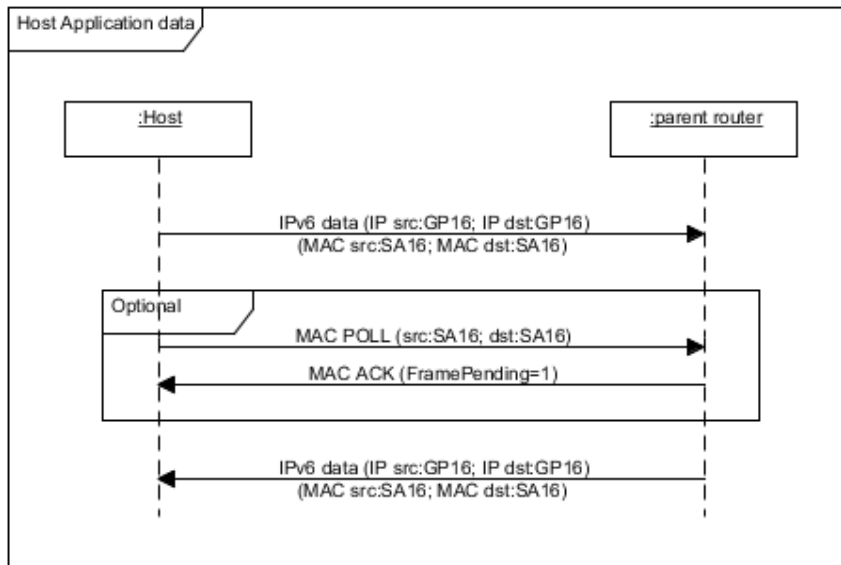 Host Application data
:Host
:parent router
IPv6 data (IP src:GP16; IP dst:GP16)
(MAC src:SA16; MAC dst:SA16)
Optional
MAC POLL (src:SA16; dst:SA16)
MAC ACK (FramePending=1)
IPv6 data (IP src:GP16; IP dst:GP16)
(MAC src:SA16; MAC dst:SA16)